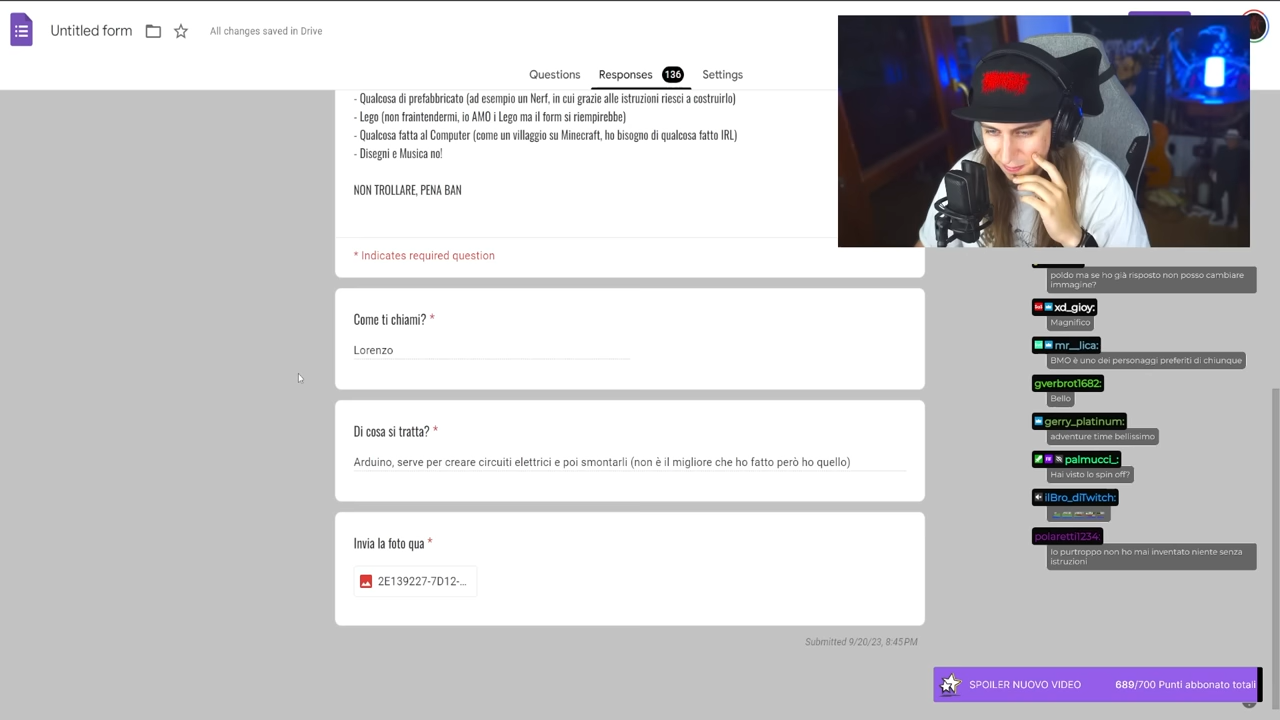 Untitled form
All changes saved in Drive
Questions
Responses 136
Settings
- Qualcosa di prefabbricato (ad esempio un Nerf, in cui grazie alle istruzioni riesci a costruirlo)
- Lego (non fraintendermi, io AMO i Lego ma il form si riempirebbe)
- Qualcosa fatta al Computer (come un villaggio su Minecraft, ho bisogno di qualcosa fatto IRL)
- Disegni e Musica no!
NON TROLLARE, PENA BAN
* Indicates required question
Come ti chiami? *
Lorenzo
Di cosa si tratta? *
Arduino, serve per creare circuiti elettrici e poi smontarli (non è il migliore che ho fatto però ho quello)
Invia la foto qua *
2E139227-7D12-...
Submitted 9/20/23, 8:45 PM
poldo ma se ho già risposto non posso cambiare
immagine?
xd_gioy:
Magnifico
mr__lica:
BMO è uno dei personaggi preferiti di chiunque
gverbrot1682:
Bello
gerry_platinum:
adventure time bellissimo
palmucci_:
Hai visto lo spin off?
ilBro_diTwitch:
polaretti1234:
Io purtroppo non ho mai inventato niente senza
istruzioni
SPOILER NUOVO VIDEO
689/700 Punti abbonato totali